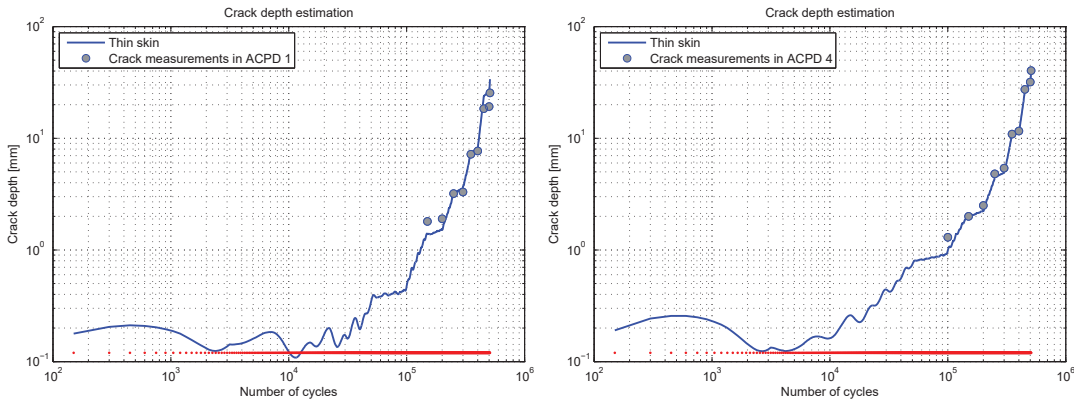 Crack depth estimation
10^2
10^1
10^0
10^−1
Crack depth [mm]
Thin skin
Crack measurements in ACPD 1
10^2 10^3 10^4 10^5 10^6
Number of cycles
Crack depth estimation
10^2
10^1
10^0
10^−1
Crack depth [mm]
Thin skin
Crack measurements in ACPD 4
10^2 10^3 10^4 10^5 10^6
Number of cycles